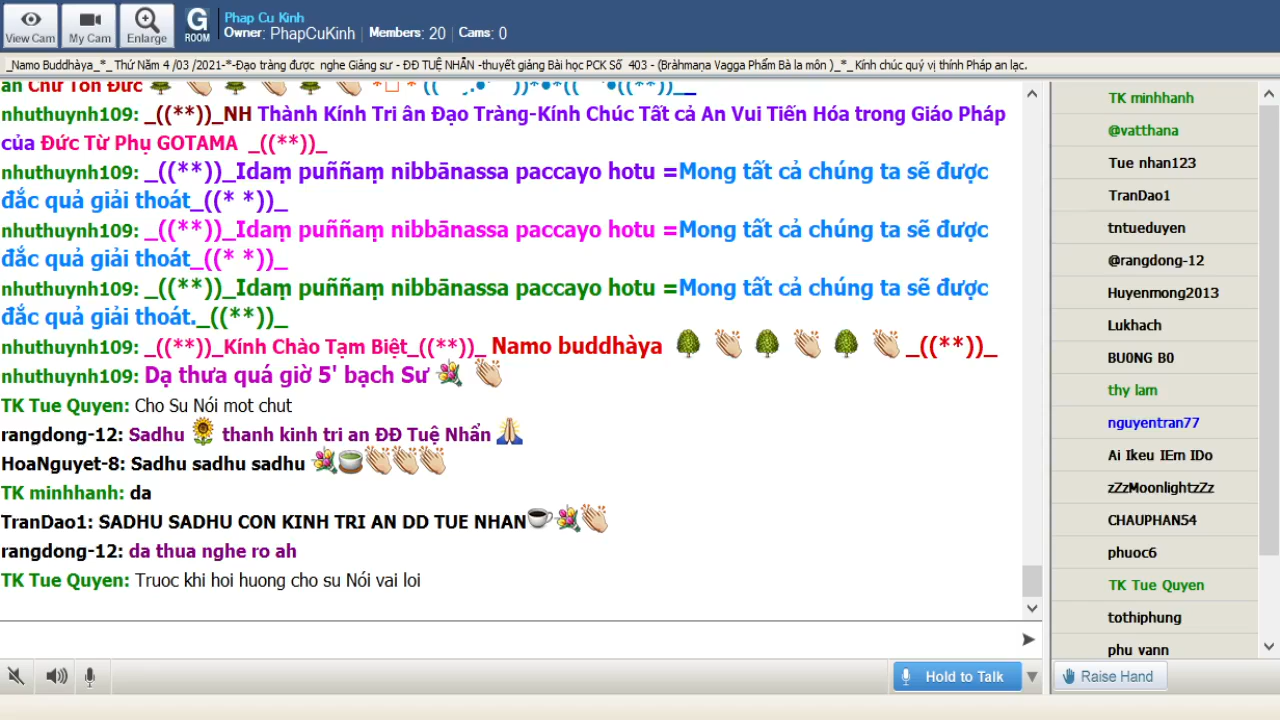 View Cam
My Cam
Enlarge
G
ROOM
Phap Cu Kinh
Owner: PhapCuKinh
Members: 20
Cams: 0
_Namo Buddhàya_*_ Thứ Năm 4 /03 /2021-*-Đạo tràng được nghe Giảng sư - ĐĐ TUỆ NHẪN -thuyết giảng Bài học PCK Số 403 - (Bràhmaṇa Vagga Phẩm Bà la môn )_*_ Kính chúc quý vị thính Pháp an lạc.
ân Chư Tôn Đức
nhuthuynh109: _((**))_NH Thành Kính Tri ân Đạo Tràng-Kính Chúc Tất cả An Vui Tiến Hóa trong Giáo Pháp
của Đức Từ Phụ GOTAMA _((**))_
nhuthuynh109: _((**))_Idaṃ puññaṃ nibbānassa paccayo hotu =Mong tất cả chúng ta sẽ được
đắc quả giải thoát_((* *))_
nhuthuynh109: _((**))_Idaṃ puññaṃ nibbānassa paccayo hotu =Mong tất cả chúng ta sẽ được
đắc quả giải thoát_((* *))_
nhuthuynh109: _((**))_Idaṃ puññaṃ nibbānassa paccayo hotu =Mong tất cả chúng ta sẽ được
đắc quả giải thoát._((**))_
nhuthuynh109: _((**))_Kính Chào Tạm Biệt_((**))_ Namo buddhàya 🌳 👏 🌳 👏 🌳 👏 _((**))_
nhuthuynh109: Dạ thưa quá giờ 5' bạch Sư 💐 👏
TK Tue Quyen: Cho Su Nói mot chut
rangdong-12: Sadhu 🌻 thanh kinh tri an ĐĐ Tuệ Nhẩn 🙏
HoaNguyet-8: Sadhu sadhu sadhu 💐🍵👏👏👏
TK minhhanh: da
TranDao1: SADHU SADHU CON KINH TRI AN DD TUE NHAN☕💐👏
rangdong-12: da thua nghe ro ah
TK Tue Quyen: Truoc khi hoi huong cho su Nói vai loi
Hold to Talk
TK minhhanh
@vatthana
Tue nhan123
TranDao1
tntueduyen
@rangdong-12
Huyenmong2013
Lukhach
BU0NG B0
thy lam
nguyentran77
Ai Ikeu IEm IDo
zZzMoonlightzZz
CHAUPHAN54
phuoc6
TK Tue Quyen
tothiphung
phu vann
Raise Hand